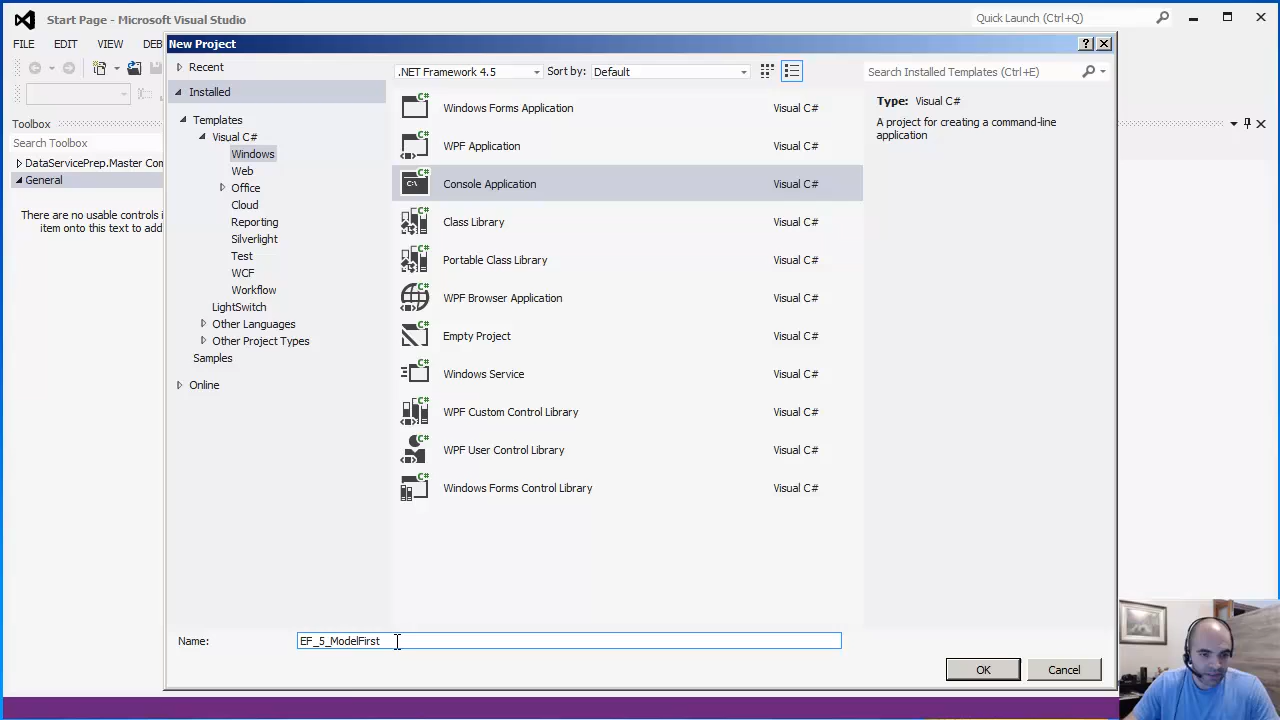 Start Page - Microsoft Visual Studio
Quick Launch (Ctrl+Q)
FILE EDIT VIEW DEB
New Project
Recent
.NET Framework 4.5
Sort by:
Default
Search Installed Templates (Ctrl+E)
Installed
Templates
Visual C#
Windows
Web
Office
Cloud
Reporting
Silverlight
Test
WCF
Workflow
LightSwitch
Other Languages
Other Project Types
Samples
Online
Windows Forms Application Visual C#
WPF Application Visual C#
Console Application Visual C#
Class Library Visual C#
Portable Class Library Visual C#
WPF Browser Application Visual C#
Empty Project Visual C#
Windows Service Visual C#
WPF Custom Control Library Visual C#
WPF User Control Library Visual C#
Windows Forms Control Library Visual C#
Type: Visual C#
A project for creating a command-line
application
Toolbox
Search Toolbox
DataServicePrep.Master Com
General
There are no usable controls i
item onto this text to add
Name: EF_5_ModelFirst
OK
Cancel